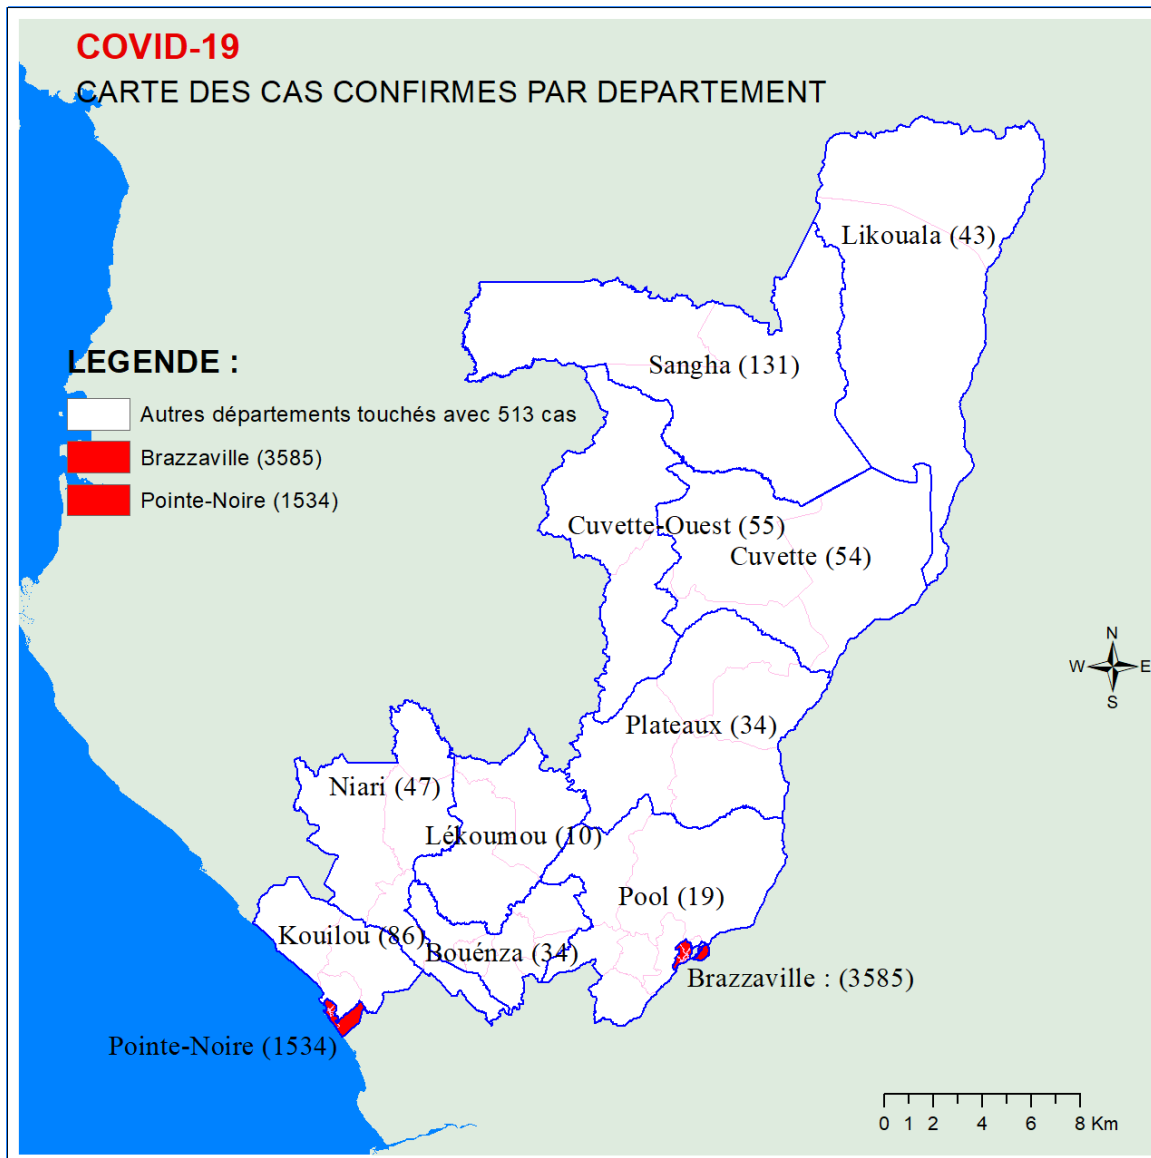 COVID-19
CARTE DES CAS CONFIRMES PAR DEPARTEMENT
Likouala (43)
Sangha (131)
LEGENDE :
Autres départements touchés avec 513 cas
Brazzaville (3585)
Pointe-Noire (1534)
Cuvette-Ouest (55)
Cuvette (54)
N
W E
S
Plateaux (34)
Niari (47)
Lékoumou (10)
Pool (19)
Kouilou (86)
Bouénza (34)
Brazzaville : (3585)
Pointe-Noire (1534)
0 1 2 4 6 8 Km